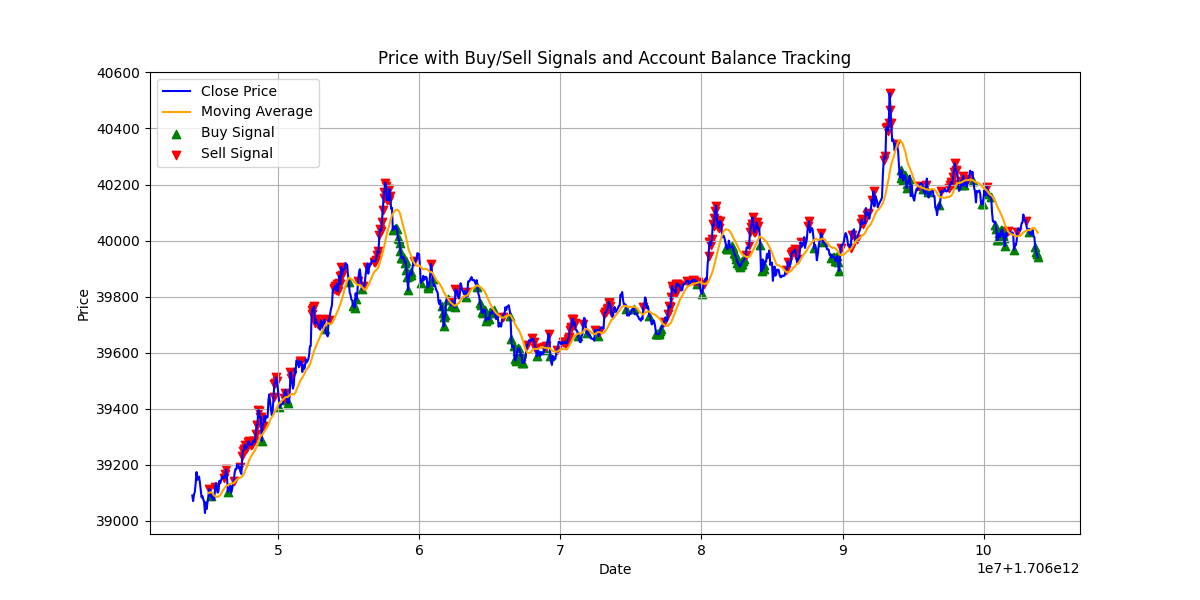 Price with Buy/Sell Signals and Account Balance Tracking
Close Price
Moving Average
Buy Signal
Sell Signal
Price
40600
40400
40200
40000
39800
39600
39400
39200
39000
5 6 7 8 9 10
Date
1e7+1.706e12